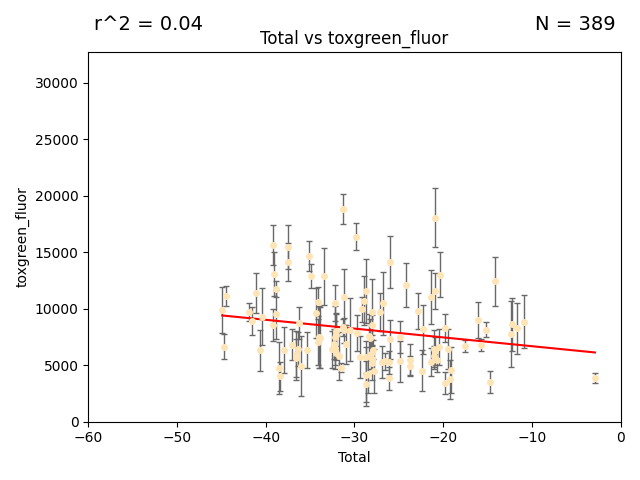 r^2 = 0.04
N = 389
Total vs toxgreen_fluor
30000
25000
20000
15000
10000
5000
0
toxgreen_fluor
−60
−50
−40
−30
−20
−10
0
Total